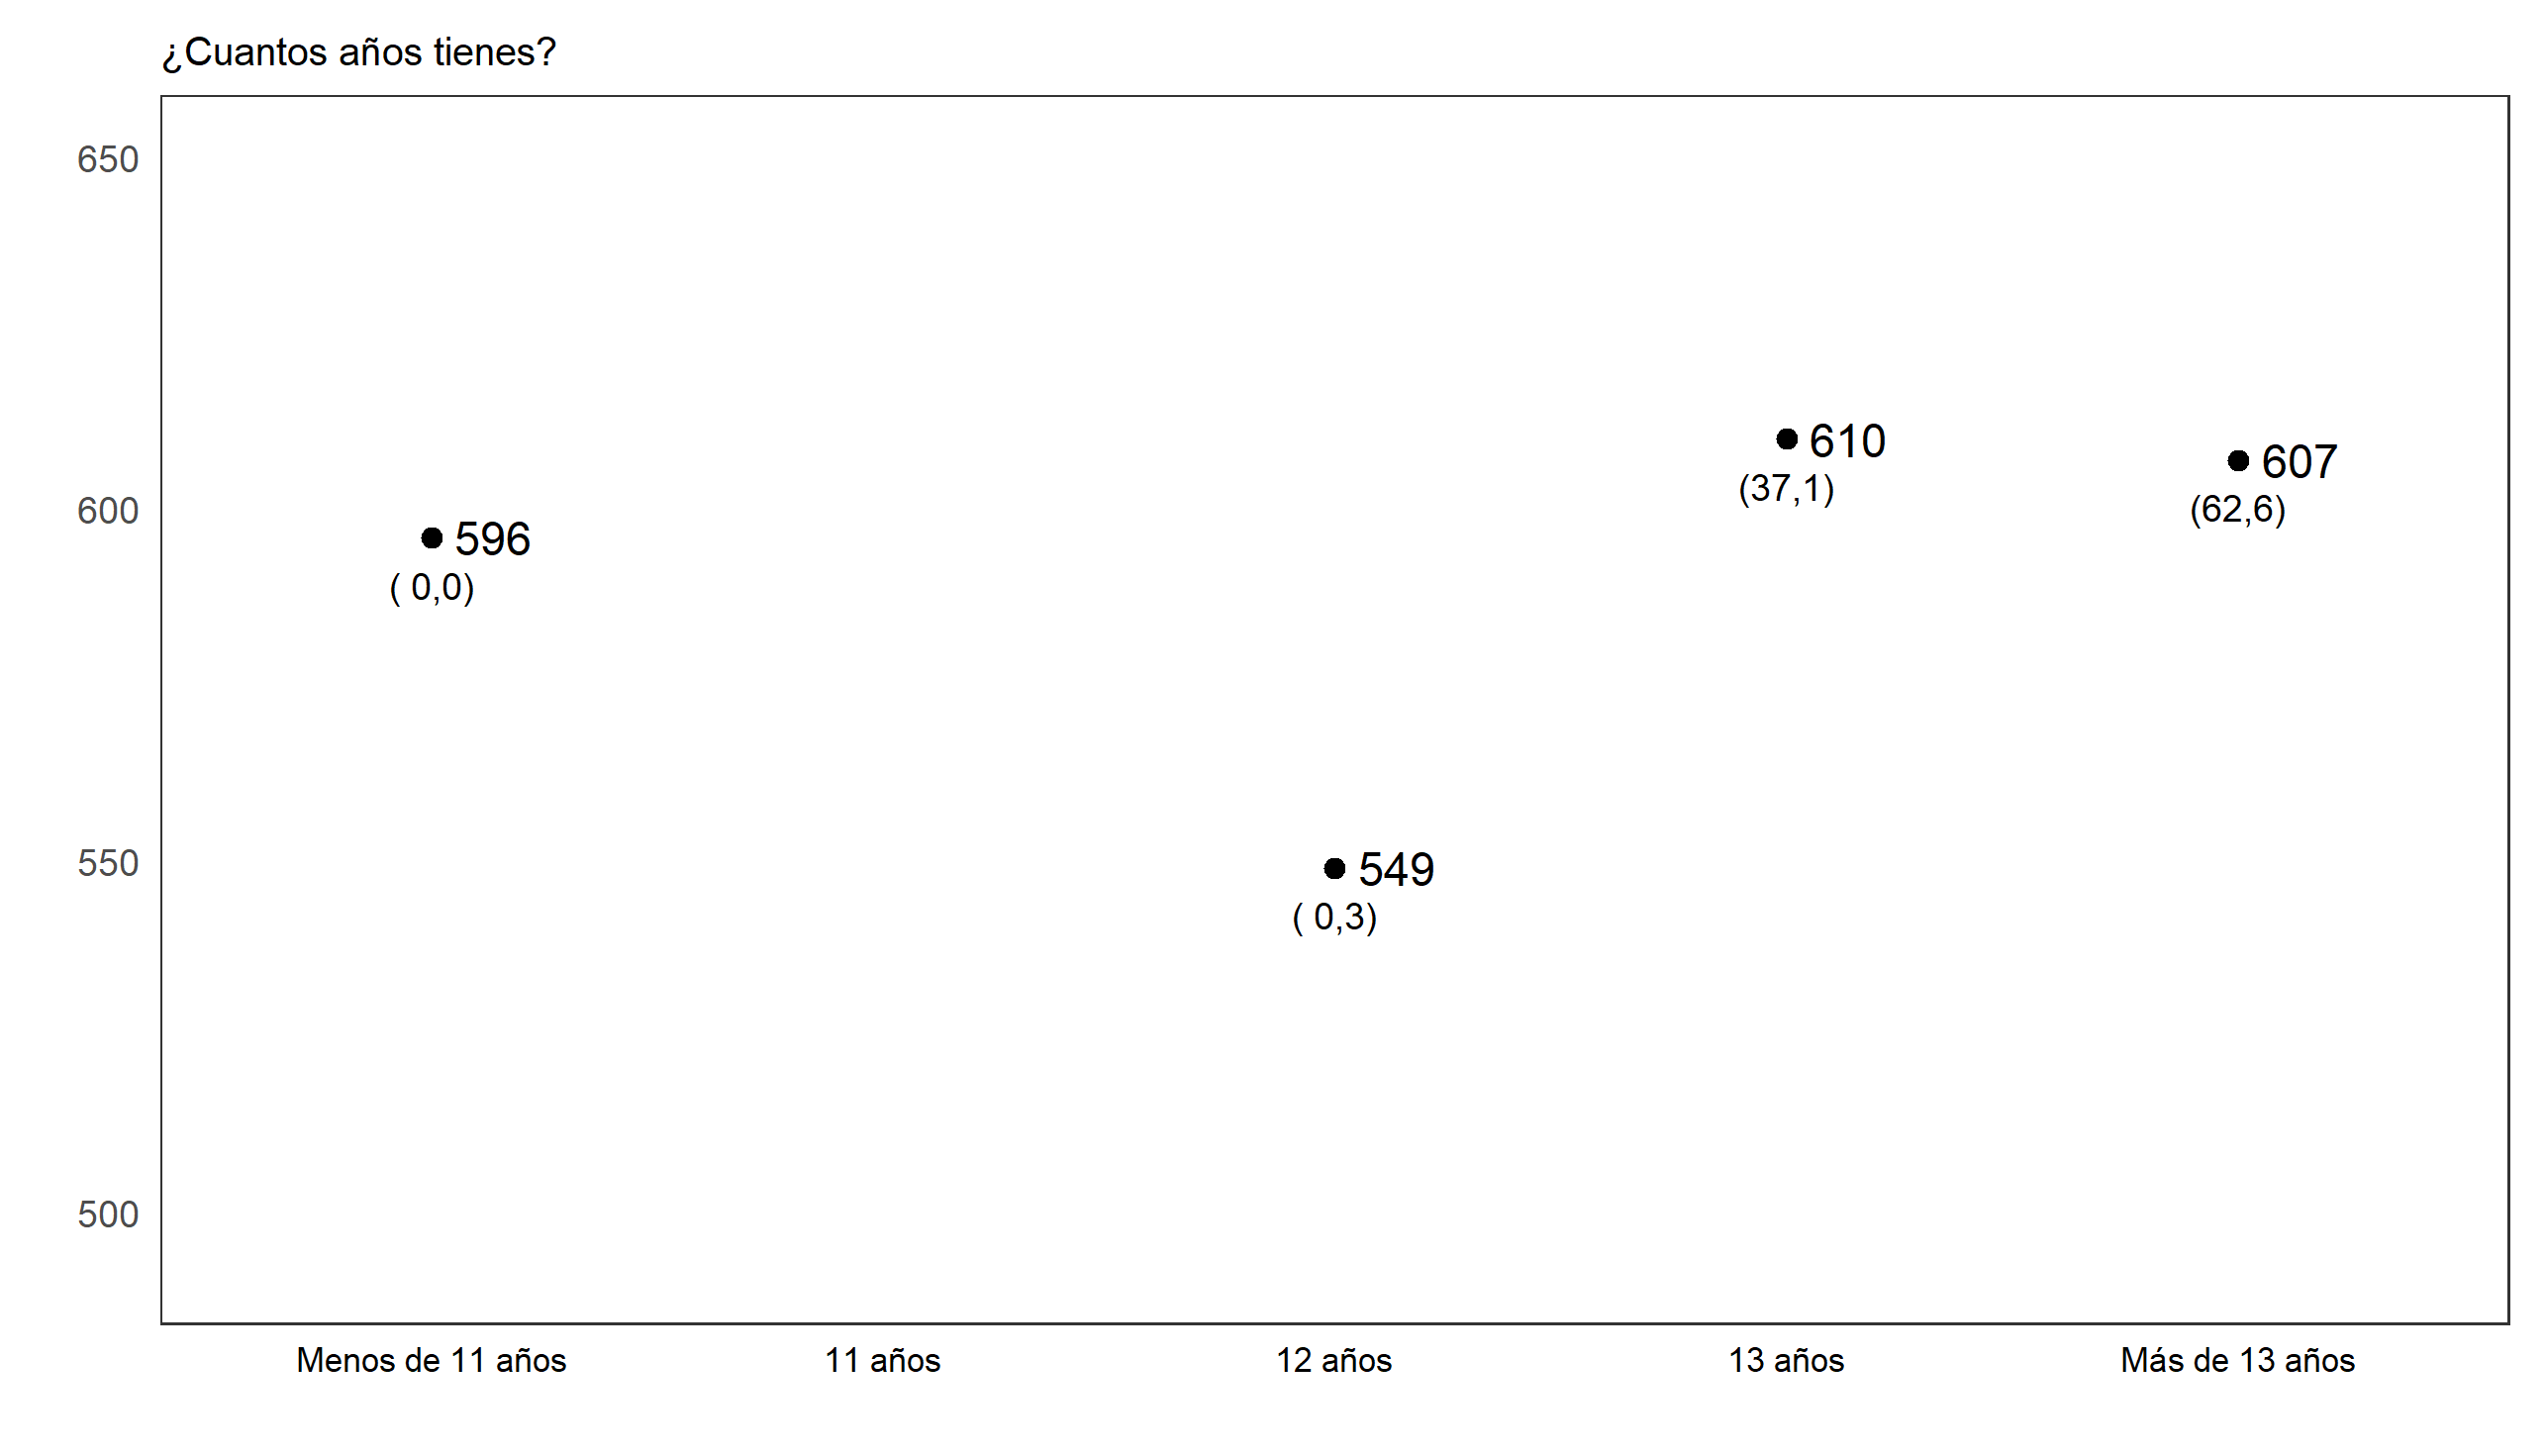 ¿Cuantos años tienes?
650
600
550
500
596
( 0,0)
549
( 0,3)
610
(37,1)
607
(62,6)
Menos de 11 años
11 años
12 años
13 años
Más de 13 años